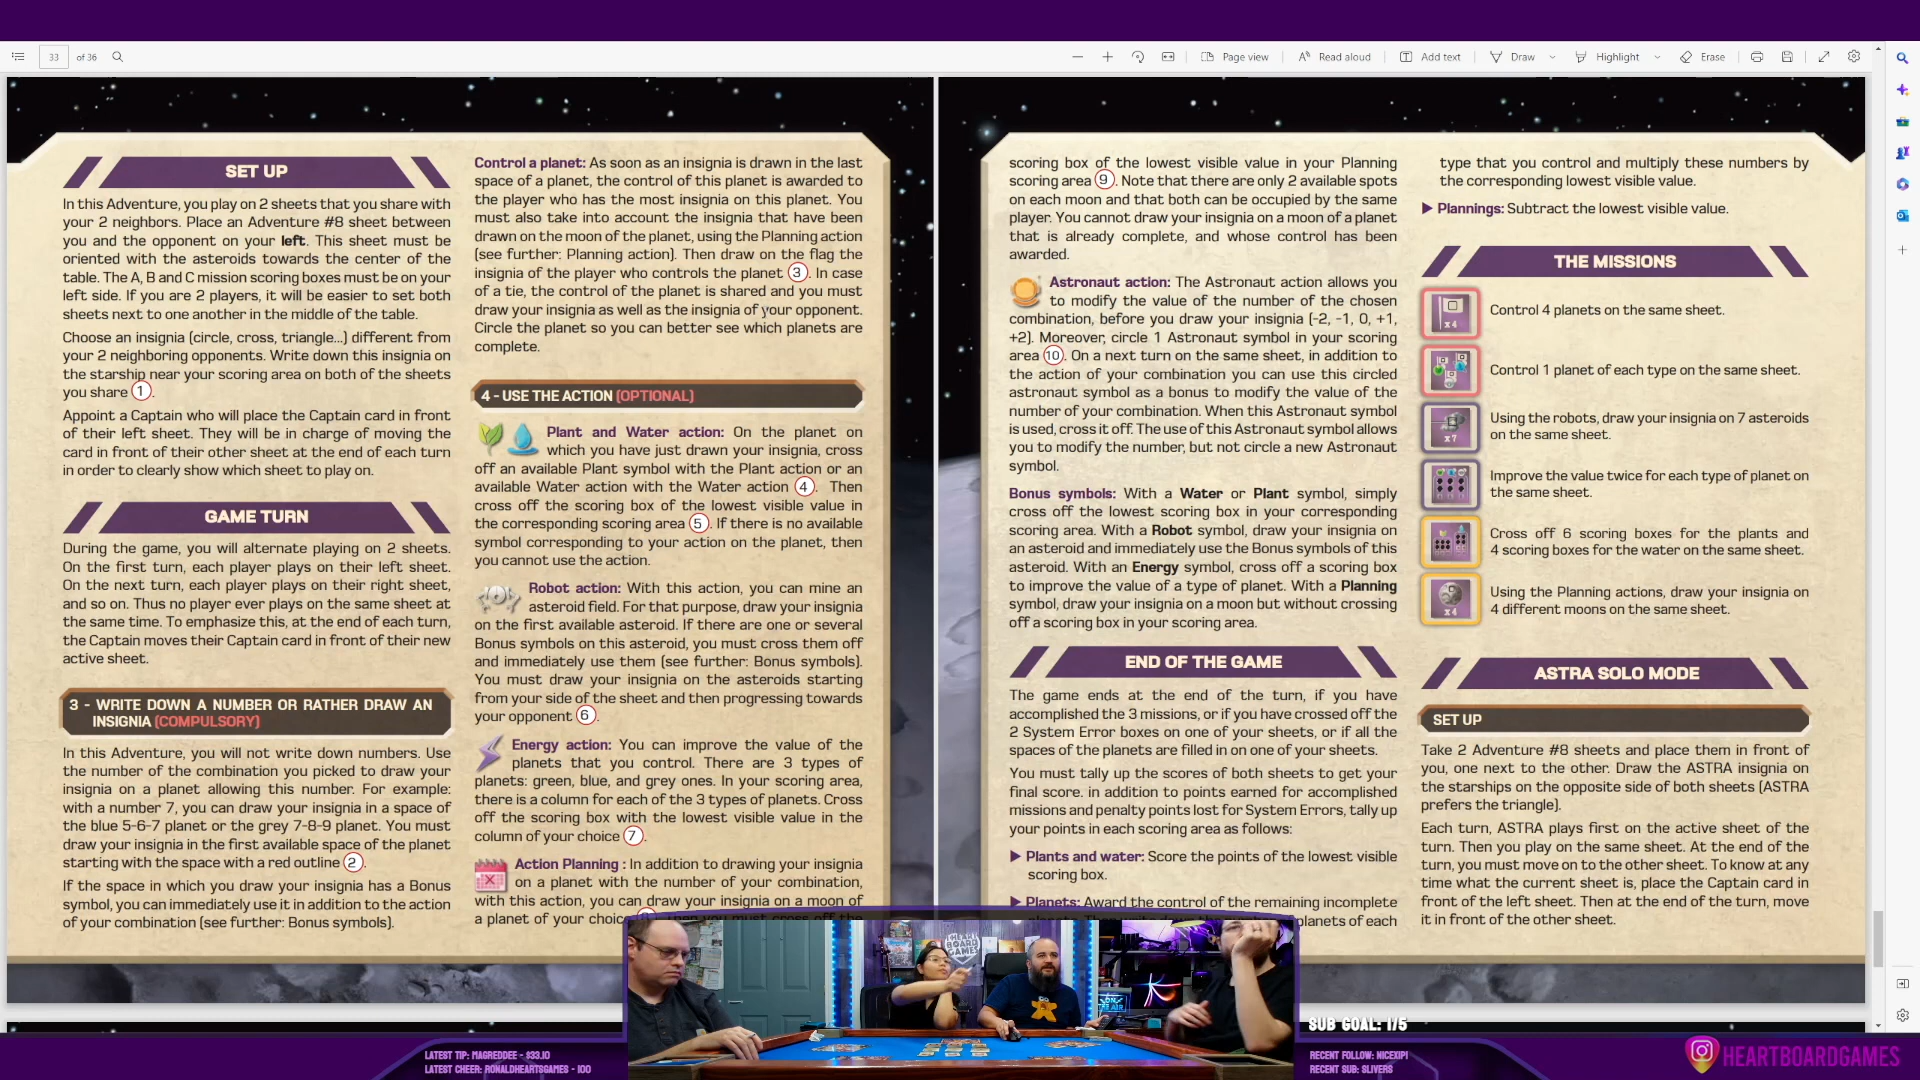 33 of 36
Page view
Read aloud
Add text
Draw
Highlight
Erase
SET UP
In this Adventure, you play on 2 sheets that you share with
your 2 neighbors. Place an Adventure #8 sheet between
you and the opponent on your left. This sheet must be
oriented with the asteroids towards the center of the
table. The A, B and C mission scoring boxes must be on your
left side. If you are 2 players, it will be easier to set both
sheets next to one another in the middle of the table.
Choose an insignia (circle, cross, triangle...) different from
your 2 neighboring opponents. Write down this insignia on
the starship near your scoring area on both of the sheets
you share 1.
Appoint a Captain who will place the Captain card in front
of their left sheet. They will be in charge of moving the
card in front of their other sheet at the end of each turn
in order to clearly show which sheet to play on.
GAME TURN
During the game, you will alternate playing on 2 sheets.
On the first turn, each player plays on their left sheet.
On the next turn, each player plays on their right sheet,
and so on. Thus no player ever plays on the same sheet at
the same time. To emphasize this, at the end of each turn,
the Captain moves their Captain card in front of their new
active sheet.
3 - WRITE DOWN A NUMBER OR RATHER DRAW AN
INSIGNIA (COMPULSORY)
In this Adventure, you will not write down numbers. Use
the number of the combination you picked to draw your
insignia on a planet allowing this number. For example:
with a number 7, you can draw your insignia in a space of
the blue 5-6-7 planet or the grey 7-8-9 planet. You must
draw your insignia in the first available space of the planet
starting with the space with a red outline 2.
If the space in which you draw your insignia has a Bonus
symbol, you can immediately use it in addition to the action
of your combination (see further: Bonus symbols).
Control a planet: As soon as an insignia is drawn in the last
space of a planet, the control of this planet is awarded to
the player who has the most insignia on this planet. You
must also take into account the insignia that have been
drawn on the moon of the planet, using the Planning action
(see further: Planning action). Then draw on the flag the
insignia of the player who controls the planet 3. In case
of a tie, the control of the planet is shared and you must
draw your insignia as well as the insignia of your opponent.
Circle the planet so you can better see which planets are
complete.
4 - USE THE ACTION (OPTIONAL)
Plant and Water action: On the planet on
which you have just drawn your insignia, cross
off an available Plant symbol with the Plant action or an
available Water action with the Water action 4. Then
cross off the scoring box of the lowest visible value in
the corresponding scoring area 5. If there is no available
symbol corresponding to your action on the planet, then
you cannot use the action.
Robot action: With this action, you can mine an
asteroid field. For that purpose, draw your insignia
on the first available asteroid. If there are one or several
Bonus symbols on this asteroid, you must cross them off
and immediately use them (see further: Bonus symbols).
You must draw your insignia on the asteroids starting
from your side of the sheet and then progressing towards
your opponent 6.
Energy action: You can improve the value of the
planets that you control. There are 3 types of
planets: green, blue, and grey ones. In your scoring area,
there is a column for each of the 3 types of planets. Cross
off the scoring box with the lowest visible value in the
column of your choice 7.
Action Planning : In addition to drawing your insignia
on a planet with the number of your combination,
with this action, you can draw your insignia on a moon of
a planet of your choice
scoring box of the lowest visible value in your Planning
scoring area 9. Note that there are only 2 available spots
on each moon and that both can be occupied by the same
player. You cannot draw your insignia on a moon of a planet
that is already complete, and whose control has been
awarded.
Astronaut action: The Astronaut action allows you
to modify the value of the number of the chosen
combination, before you draw your insignia (-2, -1, 0, +1,
+2). Moreover, circle 1 Astronaut symbol in your scoring
area 10. On a next turn on the same sheet, in addition to
the action of your combination you can use this circled
astronaut symbol as a bonus to modify the value of the
number of your combination. When this Astronaut symbol
is used, cross it off. The use of this Astronaut symbol allows
you to modify the number, but not circle a new Astronaut
symbol.
Bonus symbols: With a Water or Plant symbol, simply
cross off the lowest scoring box in your corresponding
scoring area. With a Robot symbol, draw your insignia on
an asteroid and immediately use the Bonus symbols of this
asteroid. With an Energy symbol, cross off a scoring box
to improve the value of a type of planet. With a Planning
symbol, draw your insignia on a moon but without crossing
off a scoring box in your scoring area.
END OF THE GAME
The game ends at the end of the turn, if you have
accomplished the 3 missions, or if you have crossed off the
2 System Error boxes on one of your sheets, or if all the
spaces of the planets are filled in on one of your sheets.
You must tally up the scores of both sheets to get your
final score. in addition to points earned for accomplished
missions and penalty points lost for System Errors, tally up
your points in each scoring area as follows:
Plants and water: Score the points of the lowest visible
scoring box.
Planets: Award the control of the remaining incomplete
planets of each
type that you control and multiply these numbers by
the corresponding lowest visible value.
Plannings: Subtract the lowest visible value.
THE MISSIONS
x4
Control 4 planets on the same sheet.
Control 1 planet of each type on the same sheet.
x7
Using the robots, draw your insignia on 7 asteroids
on the same sheet.
Improve the value twice for each type of planet on
the same sheet.
Cross off 6 scoring boxes for the plants and
4 scoring boxes for the water on the same sheet.
x4
Using the Planning actions, draw your insignia on
4 different moons on the same sheet.
ASTRA SOLO MODE
SET UP
Take 2 Adventure #8 sheets and place them in front of
you, one next to the other. Draw the ASTRA insignia on
the starships on the opposite side of both sheets (ASTRA
prefers the triangle).
Each turn, ASTRA plays first on the active sheet of the
turn. Then you play on the same sheet. At the end of the
turn, you must move on to the other sheet. To know at any
time what the current sheet is, place the Captain card in
front of the left sheet. Then at the end of the turn, move
it in front of the other sheet.
I HEART
BOARD
GAMES
ON
THE AIR
SUB GOAL: 1/5
LATEST TIP: MAGREDDEE - $33.10
LATEST CHEER: RONALDHEARTSGAMES - 100
RECENT FOLLOW: NICEXIP!
RECENT SUB: SLIVERS
HEARTBOARDGAMES